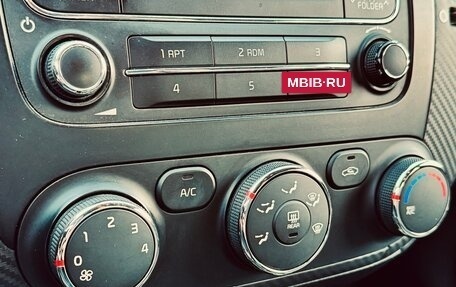 FOLDER
1 RPT 2 RDM 3
4 5
MBIB·RU
A/C
0 1 2 3 4
REAR